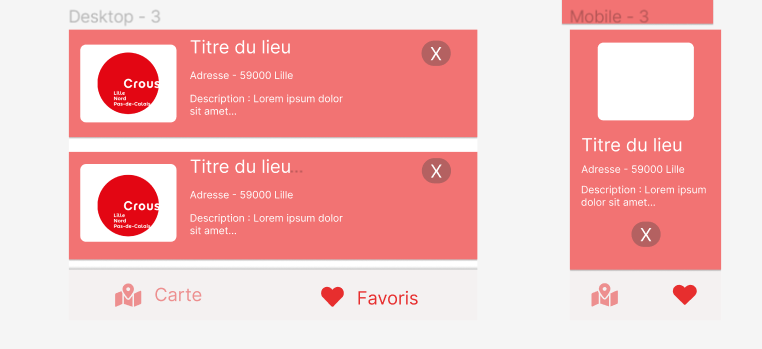 Desktop - 3
Titre du lieu
X
Adresse - 59000 Lille
Description : Lorem ipsum dolor
sit amet...
Crous
Lille
Nord
Pas-de-Calais
Titre du lieu...
X
Adresse - 59000 Lille
Description : Lorem ipsum dolor
sit amet...
Crous
Lille
Nord
Pas-de-Calais
Carte
Favoris
Mobile - 3
Titre du lieu
Adresse - 59000 Lille
Description : Lorem ipsum
dolor sit amet...
X